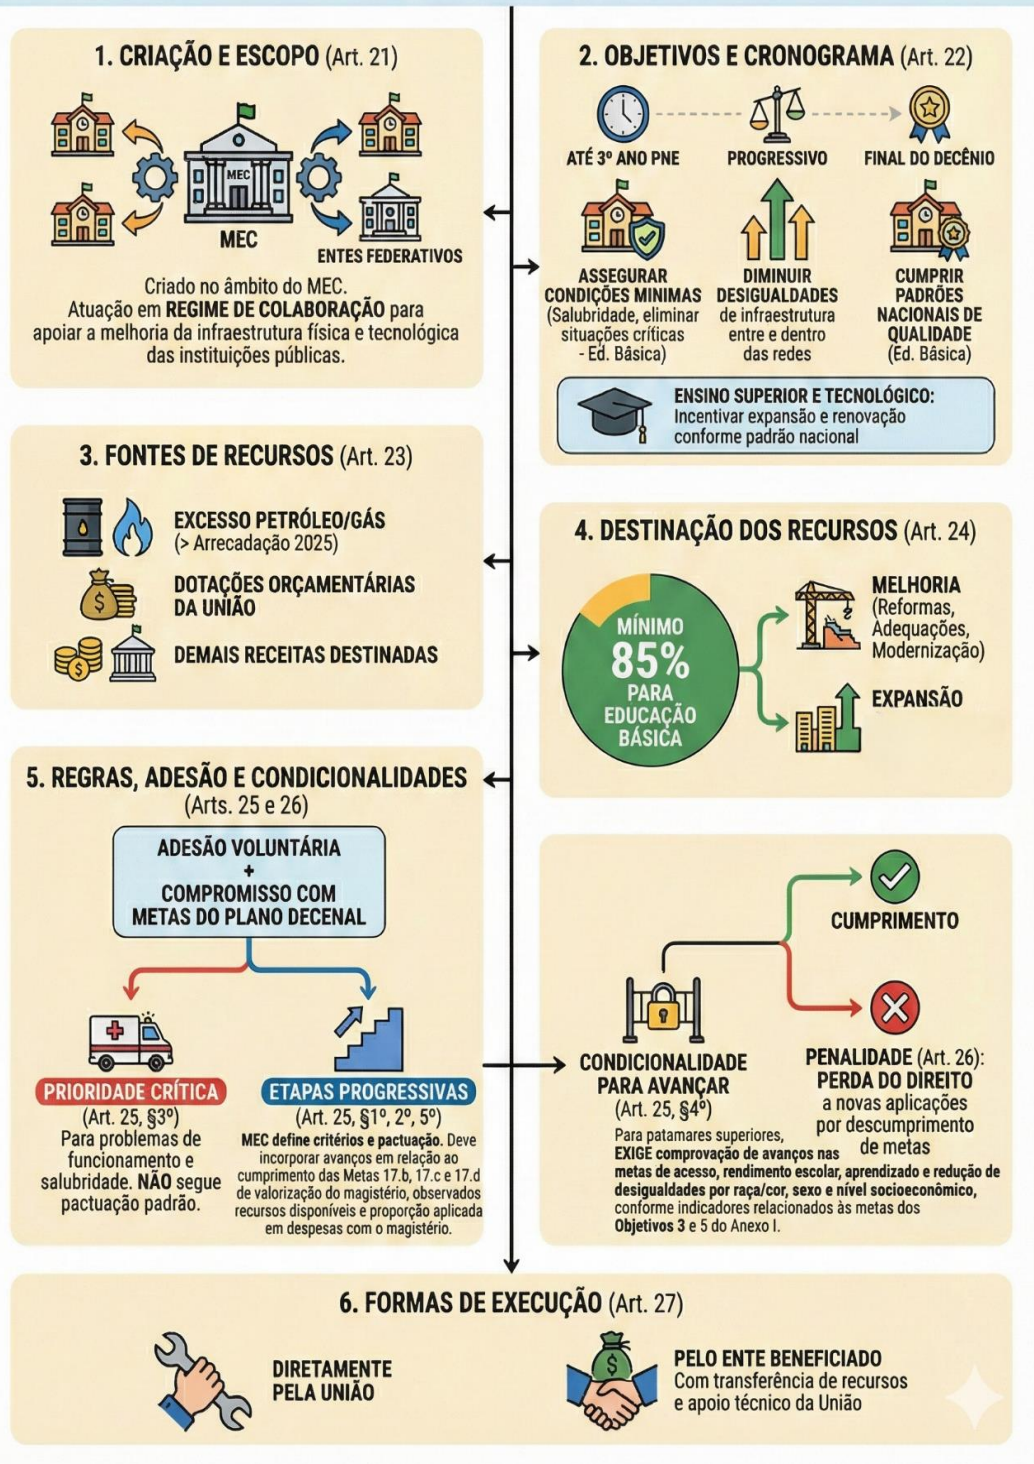 1. CRIAÇÃO E ESCOPO (Art. 21)
MEC
MEC
ENTES FEDERATIVOS
Criado no âmbito do MEC.
Atuação em REGIME DE COLABORAÇÃO para
apoiar a melhoria da infraestrutura física e tecnológica
das instituições públicas.
2. OBJETIVOS E CRONOGRAMA (Art. 22)
ATÉ 3º ANO PNE
PROGRESSIVO
FINAL DO DECÊNIO
ASSEGURAR
CONDIÇÕES MINIMAS
(Salubridade, eliminar
situações críticas
- Ed. Bâsica)
DIMINUIR
DESIGUALDADES
de infraestrutura
entre e dentro
das redes
CUMPRIR
PADRÕES
NACIONAIS DE
QUALIDADE
(Ed. Bâsica)
ENSINO SUPERIOR E TECNOLÓGICO:
Incentivar expansão e renovação
conforme padrão nacional
3. FONTES DE RECURSOS (Art. 23)
EXCESSO PETRÓLEO/GÁS
(> Arrecadação 2025)
DOTAÇÕES ORÇAMENTÁRIAS
DA UNIÃO
DEMAIS RECEITAS DESTINADAS
4. DESTINAÇÃO DOS RECURSOS (Art. 24)
MÍNIMO
85%
PARA
EDUCAÇÃO
BÁSICA
MELHORIA
(Reformas,
Adequações,
Modernização)
EXPANSÃO
5. REGRAS, ADESÃO E CONDICIONALIDADES
(Arts. 25 e 26)
ADESÃO VOLUNTÁRIA
+
COMPROMISSO COM
METAS DO PLANO DECENAL
PRIORIDADE CRÍTICA
(Art. 25, §3º)
Para problemas de
funcionamento e
salubridade. NÃO segue
pactuação padrão.
ETAPAS PROGRESSIVAS
(Art. 25, §1º, 2º, 5º)
MEC define critérios e pactuação. Deve
incorporar avanços em relação ao
cumprimento das Metas 17.b, 17.c e 17.d
de valorização do magistério, observados
recursos disponíveis e proporção aplicada
em despesas com o magistério.
CUMPRIMENTO
CONDICIONALIDADE
PARA AVANÇAR
(Art. 25, §4º)
Para patamares superiores,
EXIGE comprovação de avanços nas
metas de acesso, rendimento escolar, aprendizado e redução de
desigualdades por raça/cor, sexo e nível socioeconômico,
conforme indicadores relacionados às metas dos
Objetivos 3 e 5 do Anexo I.
PENALIDADE (Art. 26):
PERDA DO DIREITO
a novas aplicações
por descumprimento
de metas
6. FORMAS DE EXECUÇÃO (Art. 27)
DIRETAMENTE
PELA UNIÃO
PELO ENTE BENEFICIADO
Com transferência de recursos
e apoio técnico da União